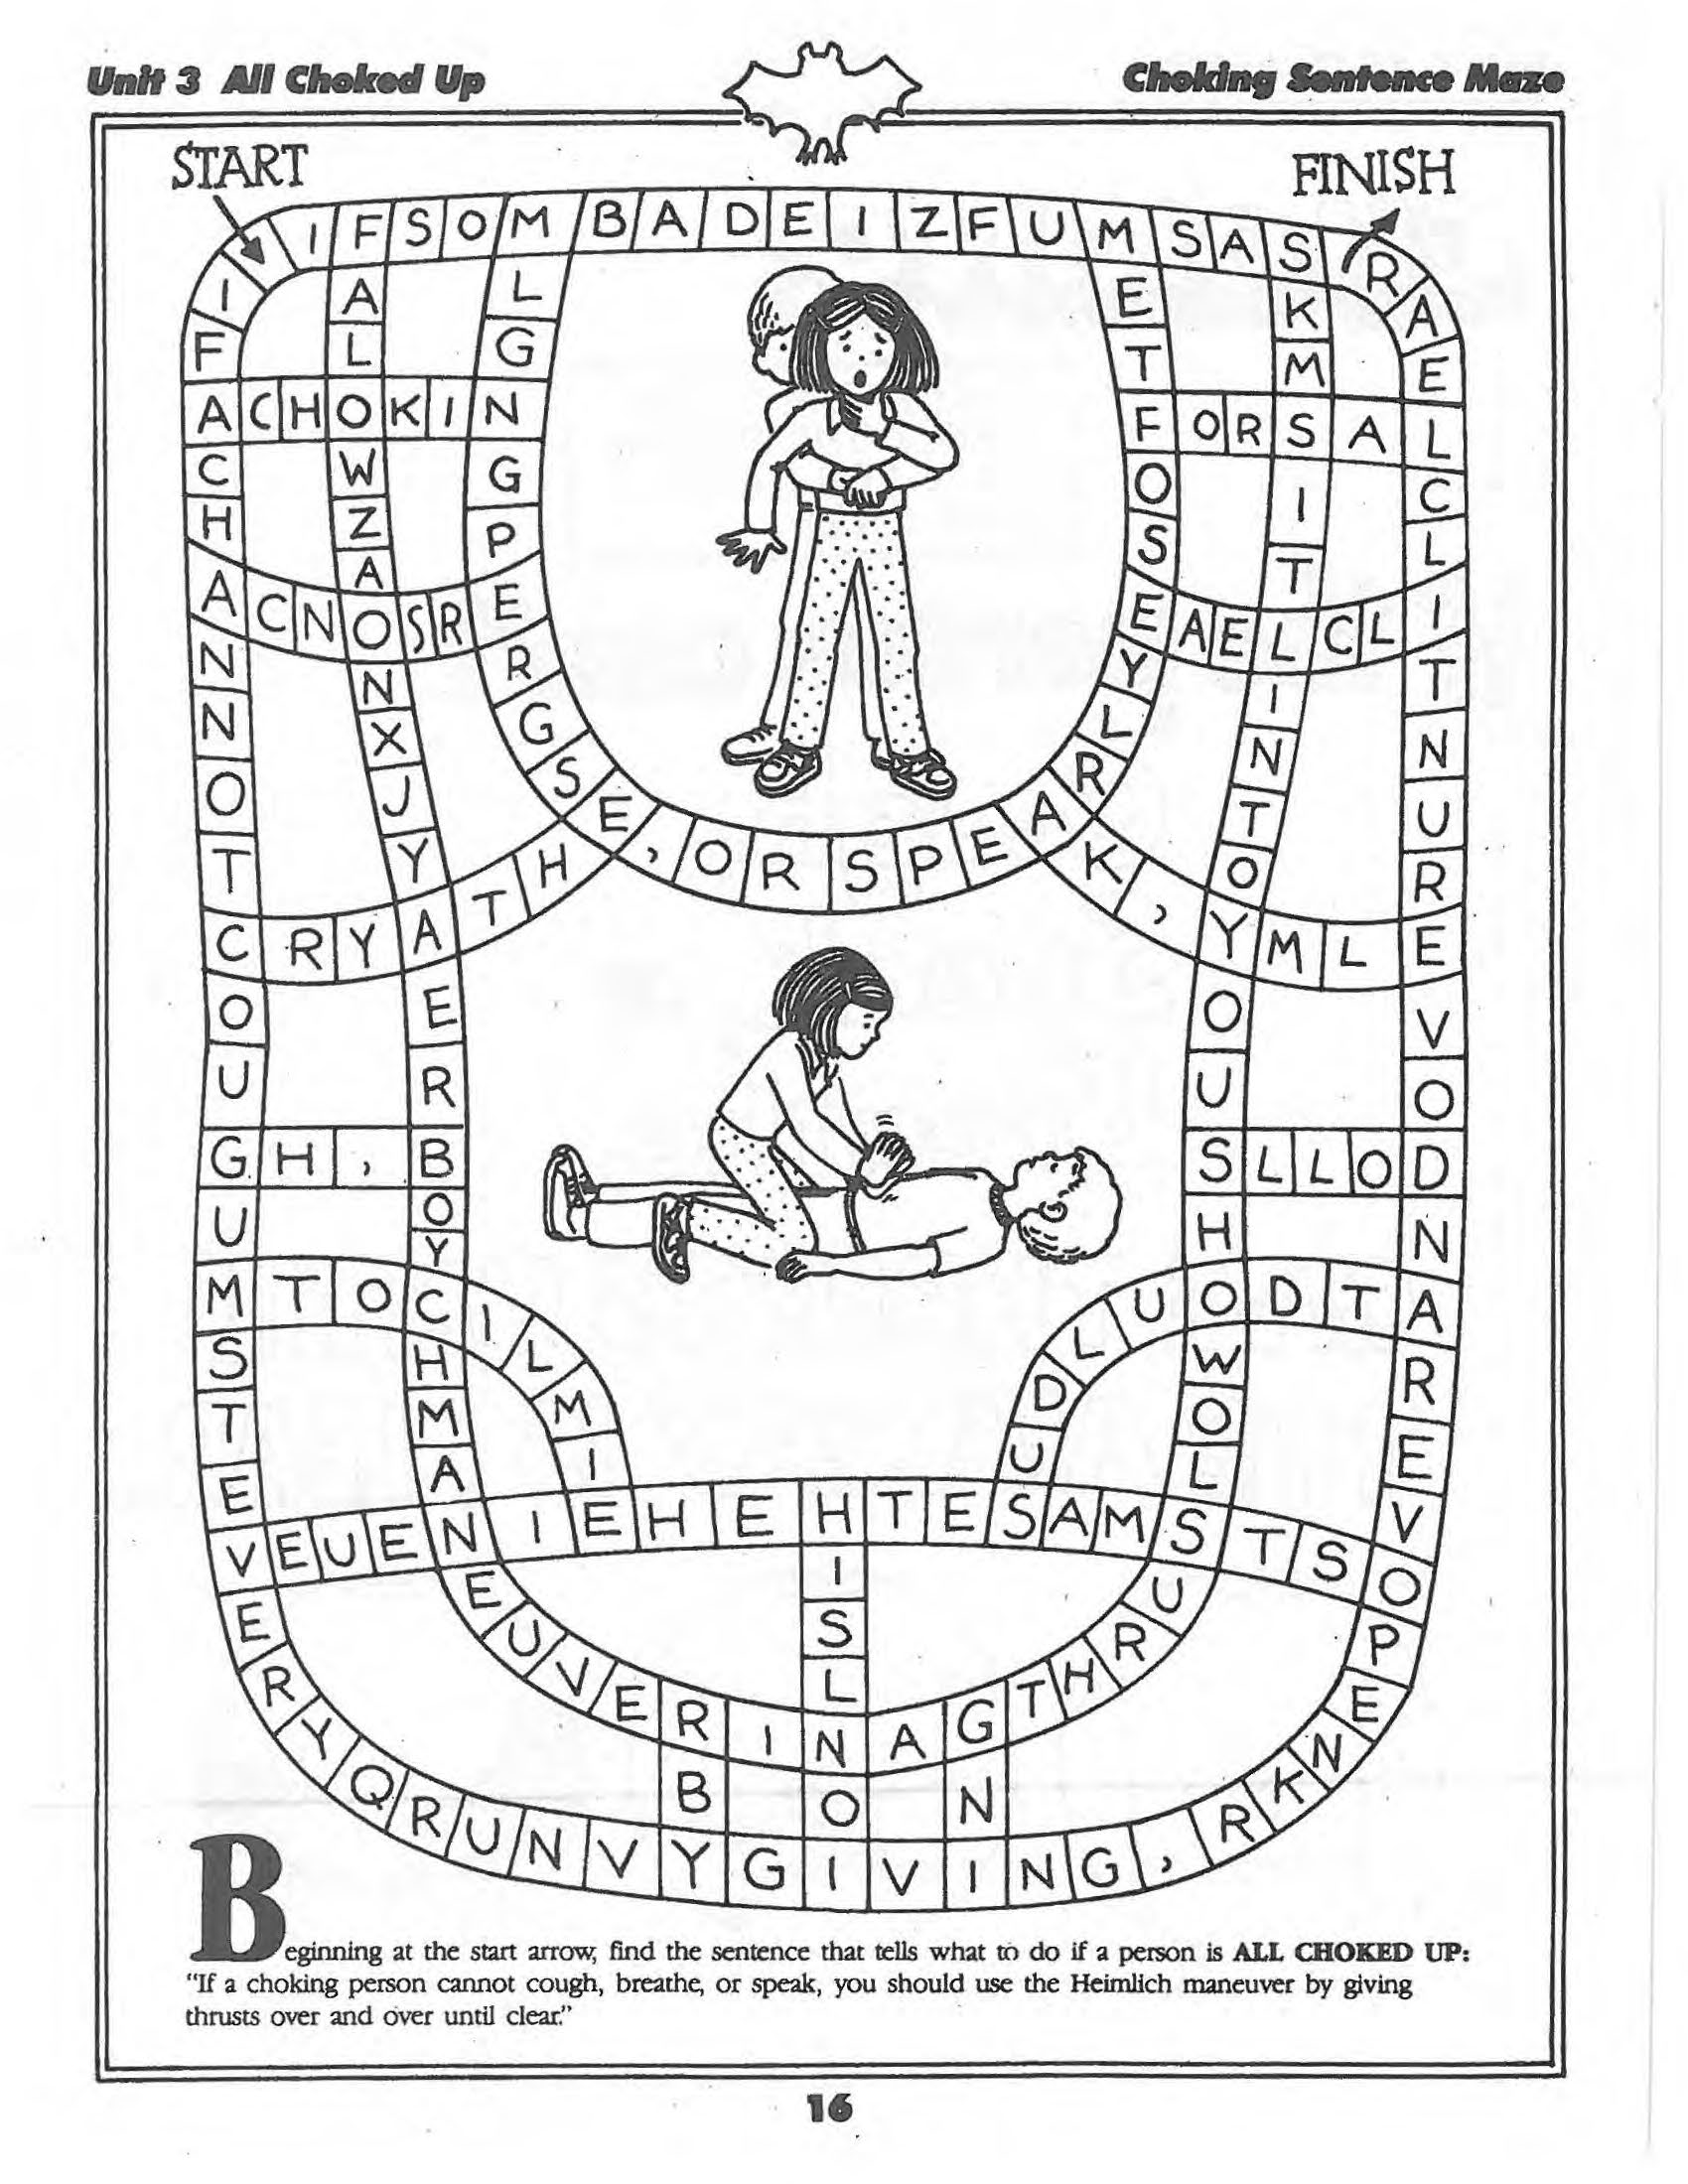 Unit 3 All Choked Up
Choking Sentence Maze
START
FINISH
I F S O M B A D E I Z F U M S A S R
I F A C H A N N O T C O U G U M S T E V E R Y Q R U N V Y G I V I N G , R K N E P O V E R A N D O V E R U N T I L C L E A R
F A L O W Z A O N X J Y A E R B O Y C H M A N E U V E R I N A G T H R U S
M L G N G P E R G S E , O R S P E A R L Y E S O F T E M
S K M S I T L I N T O Y O U S H O W O L S
A C H O K I N
F O R S A L
A C N O S R E
E A E L C L I
C R Y A T H E
A K , Y M L E
G H , B
S L L O D
M T O C I L M I E
S U D L U O D T A
V E U E N I E H E H T E S A M S T S O
H I S L N O I
R B Y
G N I
Beginning at the start arrow, find the sentence that tells what to do if a person is ALL CHOKED UP:
"If a choking person cannot cough, breathe, or speak, you should use the Heimlich maneuver by giving
thrusts over and over until clear."
16